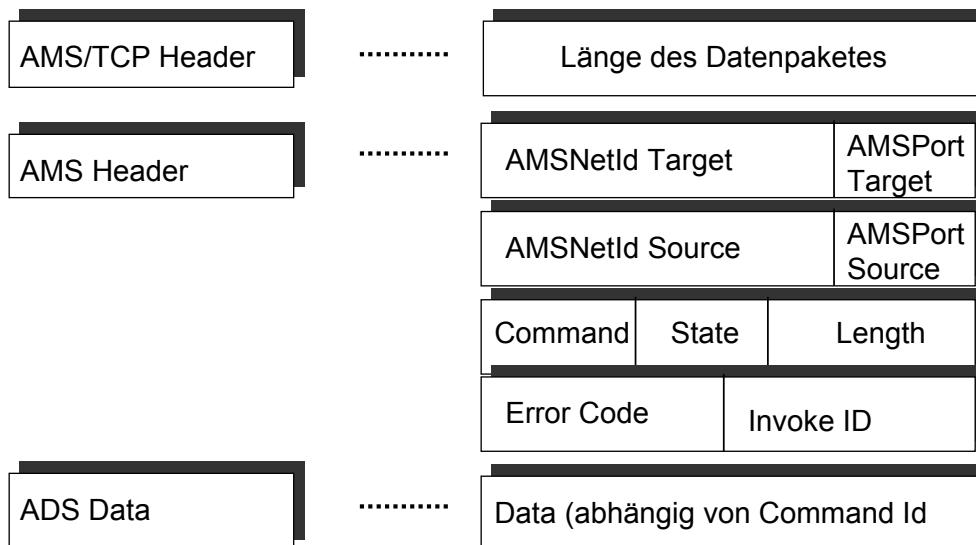 AMS/TCP Header
Länge des Datenpaketes
AMS Header
AMSNetId Target
AMSPort
Target
AMSNetId Source
AMSPort
Source
Command
State
Length
Error Code
Invoke ID
ADS Data
Data (abhängig von Command Id